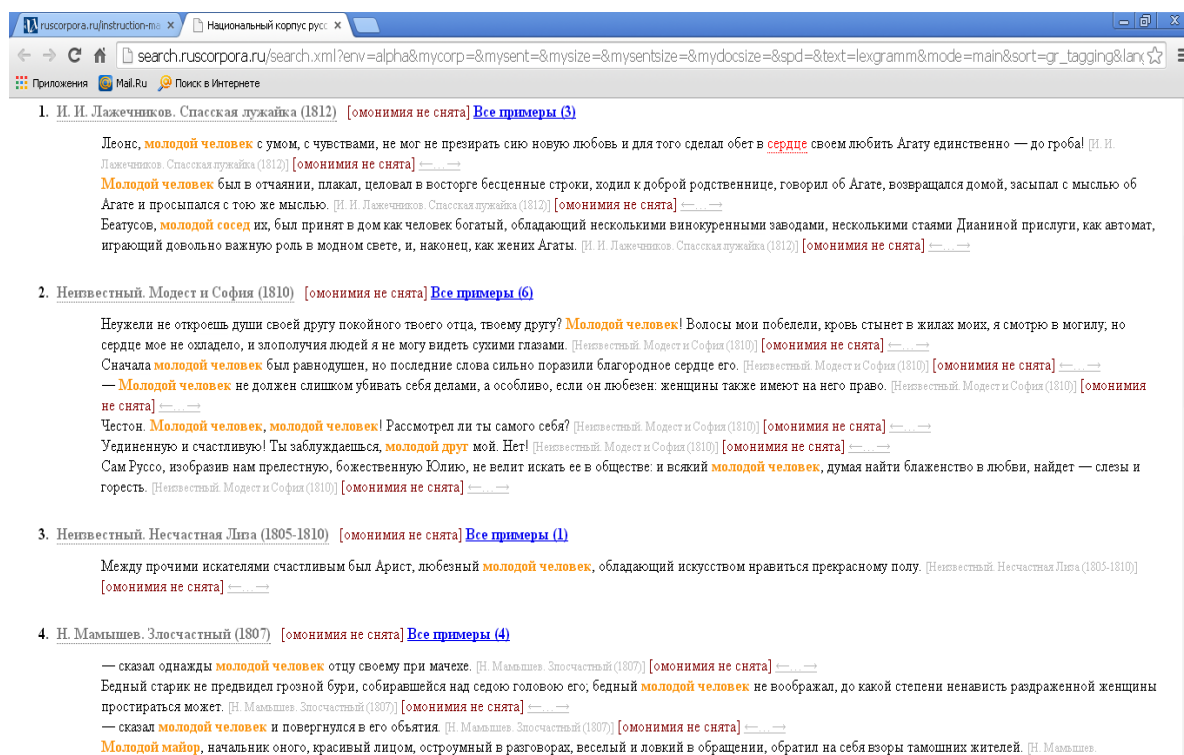 ruscorpora.ru/instruction-ma
Национальный корпус русс
search.ruscorpora.ru/search.xml?env=alpha&mycorp=&mysent=&mysize=&mysentsize=&mydocsize=&spd=&text=lexgramm&mode=main&sort=gr_tagging&lang
Приложения Mail.Ru Поиск в Интернете
1. И. И. Лажечников. Спасская лужайка (1812) [омонимия не снята] Все примеры (3)
Леонс, молодой человек с умом, с чувствами, не мог не презирать сию новую любовь и для того сделал обет в сердце своем любить Агату единственно — до гроба! [И. И.
Лажечников. Спасская лужайка (1812)] [омонимия не снята] ←…→
Молодой человек был в отчаянии, плакал, целовал в восторге бесценные строки, ходил к доброй родственнице, говорил об Агате, возвращался домой, засыпал с мыслью об
Агате и просыпался с тою же мыслью. [И. И. Лажечников. Спасская лужайка (1812)] [омонимия не снята] ←…→
Беатусов, молодой сосед их, был принят в дом как человек богатый, обладающий несколькими винокуренными заводами, несколькими стаями Дианиной прислуги, как автомат,
играющий довольно важную роль в модном свете, и, наконец, как жених Агаты. [И. И. Лажечников. Спасская лужайка (1812)] [омонимия не снята] ←…→
2. Неизвестный. Модест и София (1810) [омонимия не снята] Все примеры (6)
Неужели не откроешь души своей другу покойного твоего отца, твоему другу? Молодой человек! Волосы мои побелели, кровь стынет в жилах моих, я смотрю в могилу; но
сердце мое не охладело, и злополучия людей я не могу видеть сухими глазами. [Неизвестный. Модест и София (1810)] [омонимия не снята] ←…→
Сначала молодой человек был равнодушен, но последние слова сильно поразили благородное сердце его. [Неизвестный. Модест и София (1810)] [омонимия не снята] ←…→
— Молодой человек не должен слишком убивать себя делами, а особливо, если он любезен: женщины также имеют на него право. [Неизвестный. Модест и София (1810)] [омонимия
не снята] ←…→
Честон. Молодой человек, молодой человек! Рассмотрел ли ты самого себя? [Неизвестный. Модест и София (1810)] [омонимия не снята] ←…→
Уединенную и счастливую! Ты заблуждаешься, молодой друг мой. Нет! [Неизвестный. Модест и София (1810)] [омонимия не снята] ←…→
Сам Руссо, изобразив нам прелестную, божественную Юлию, не велит искать ее в обществе: и всякий молодой человек, думая найти блаженство в любви, найдет — слезы и
горесть. [Неизвестный. Модест и София (1810)] [омонимия не снята] ←…→
3. Неизвестный. Несчастная Лиза (1805-1810) [омонимия не снята] Все примеры (1)
Между прочими искателями счастливым был Арист, любезный молодой человек, обладающий искусством нравиться прекрасному полу. [Неизвестный. Несчастная Лиза (1805-1810)]
[омонимия не снята] ←…→
4. Н. Мамышев. Злосчастный (1807) [омонимия не снята] Все примеры (4)
— сказал однажды молодой человек отцу своему при мачехе. [Н. Мамышев. Злосчастный (1807)] [омонимия не снята] ←…→
Бедный старик не предвидел грозной бури, собиравшейся над седою головою его; бедный молодой человек не воображал, до какой степени ненависть раздраженной женщины
простираться может. [Н. Мамышев. Злосчастный (1807)] [омонимия не снята] ←…→
— сказал молодой человек и повергнулся в его объятия. [Н. Мамышев. Злосчастный (1807)] [омонимия не снята] ←…→
Молодой майор, начальник оного, красивый лицом, остроумный в разговорах, веселый и ловкий в обращении, обратил на себя взоры тамошних жителей. [Н. Мамышев.